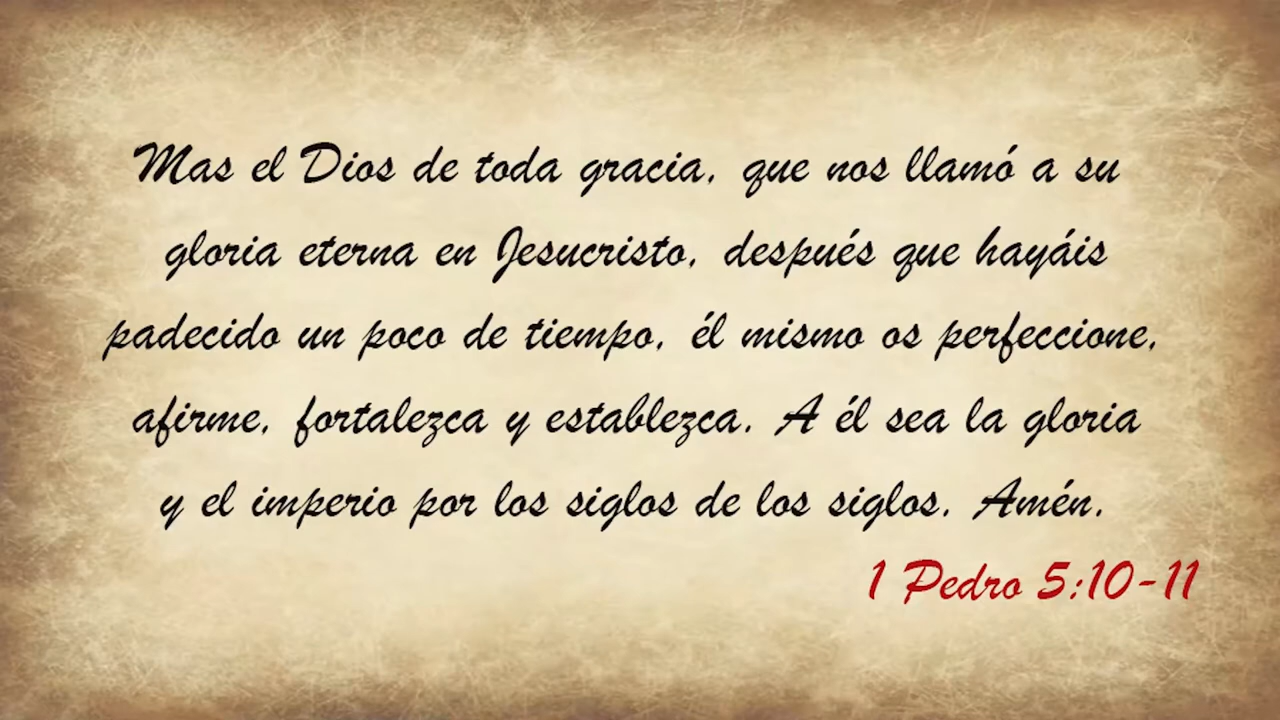 Mas el Dios de toda gracia, que nos llamó a su
gloria eterna en Jesucristo, después que hayáis
padecido un poco de tiempo, él mismo os perfeccione,
afirme, fortalezca y establezca. A él sea la gloria
y el imperio por los siglos de los siglos. Amén.
1 Pedro 5:10-11